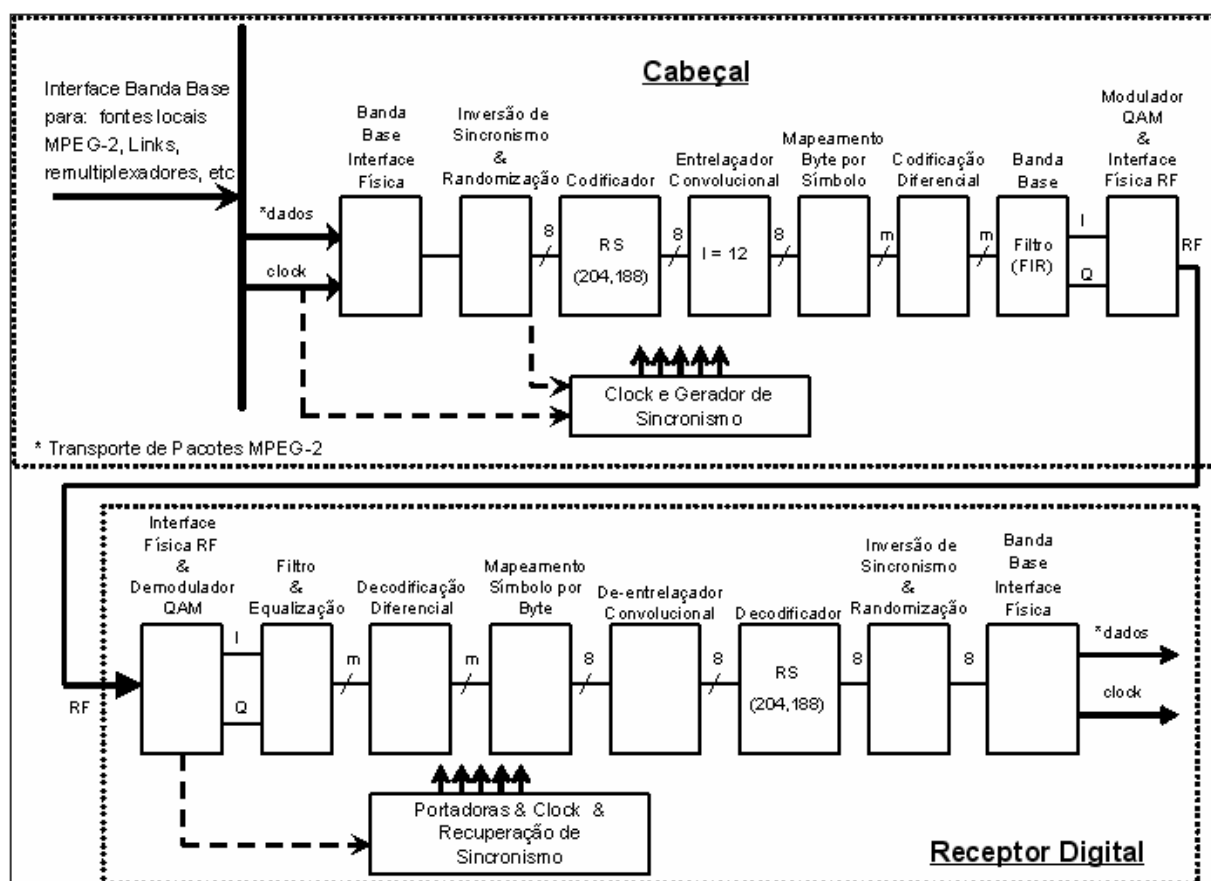 Cabeçal
Interface Banda Base
para: fontes locais
MPEG-2, Links,
remultiplexadores, etc
*dados
clock
Banda
Base
Interface
Física
Inversão de
Sincronismo
&
Randomização
8
Codificador
RS
(204,188)
8
Entrelaçador
Convolucional
I = 12
8
Mapeamento
Byte por
Símbolo
m
Codificação
Diferencial
m
Banda
Base
Filtro
(FIR)
I
Q
Modulador
QAM
&
Interface
Física RF
RF
Clock e Gerador de
Sincronismo
* Transporte de Pacotes MPEG-2
RF
Interface
Física RF
&
Demodulador
QAM
I
Q
Filtro
&
Equalização
m
Decodificação
Diferencial
m
Mapeamento
Símbolo por
Byte
8
De-entrelaçador
Convolucional
8
Decodificador
RS
(204,188)
8
Inversão de
Sincronismo
&
Randomização
8
Banda
Base
Interface
Física
*dados
clock
Portadoras & Clock &
Recuperação de
Sincronismo
Receptor Digital